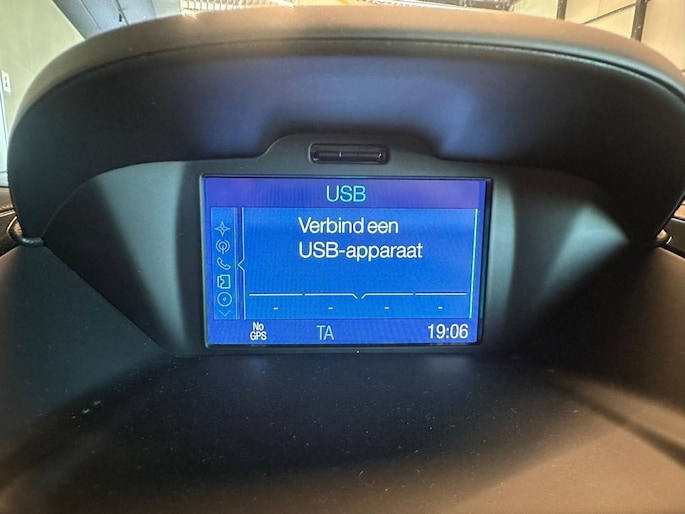 USB
Verbind een
USB-apparaat
- - - -
No
GPS
TA
19:06